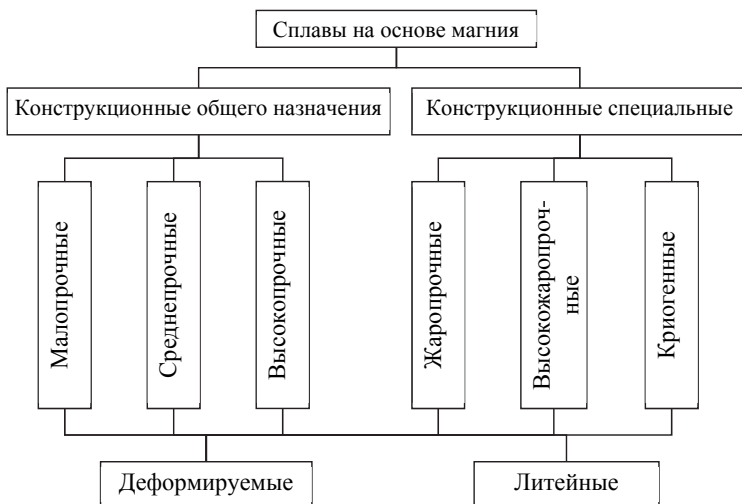 Сплавы на основе магния
Конструкционные общего назначения
Конструкционные специальные
Малопрочные
Среднепрочные
Высокопрочные
Жаропрочные
Высокожаропроч-
ные
Криогенные
Деформируемые
Литейные